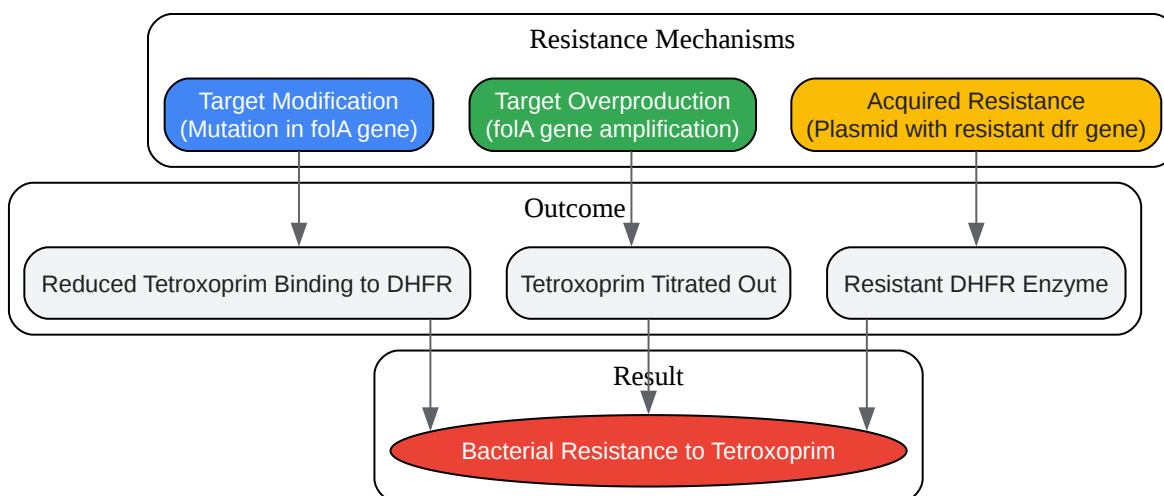 Resistance Mechanisms
Target Modification
(Mutation in folA gene)
Target Overproduction
(folA gene amplification)
Acquired Resistance
(Plasmid with resistant dfr gene)
Outcome
Reduced Tetroxoprim Binding to DHFR
Tetroxoprim Titrated Out
Resistant DHFR Enzyme
Result
Bacterial Resistance to Tetroxoprim